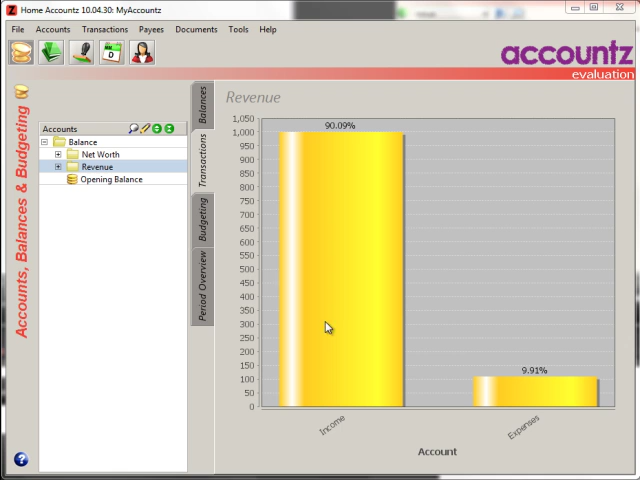 Home Accountz 10.04.30: MyAccountz
File Accounts Transactions Payees Documents Tools Help
accountz
evaluation
Accounts, Balances & Budgeting
Accounts
Balance
Net Worth
Revenue
Opening Balance
Balances
Transactions
Budgeting
Period Overview
Revenue
1,050
1,000
950
900
850
800
750
700
650
600
550
500
450
400
350
300
250
200
150
100
50
0
90.09%
9.91%
Income
Expenses
Account